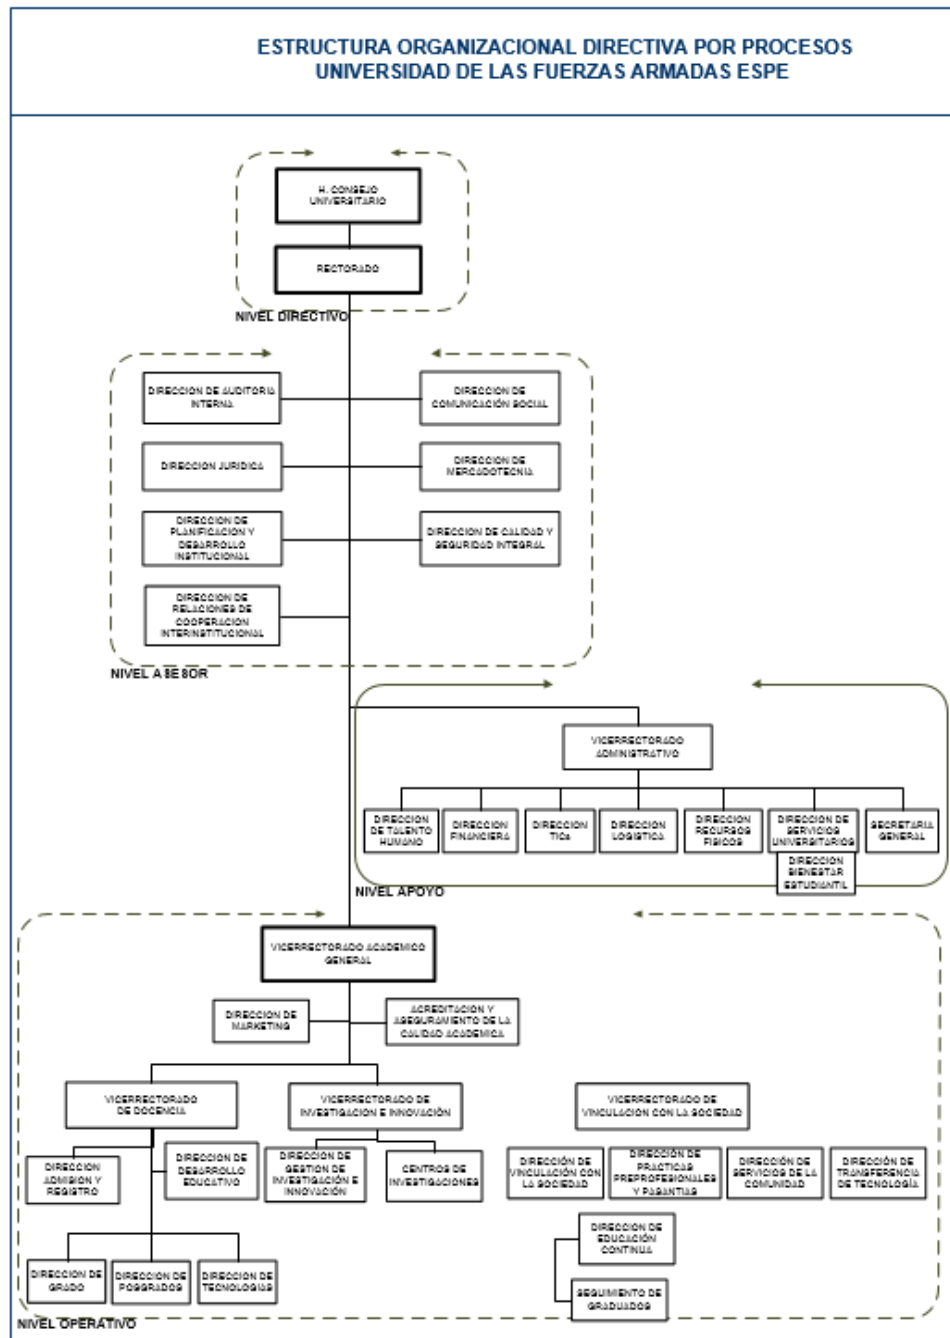 ESTRUCTURA ORGANIZACIONAL DIRECTIVA POR PROCESOS
UNIVERSIDAD DE LAS FUERZAS ARMADAS ESPE
H. CONSEJO
UNIVERSITARIO
RECTORADO
NIVEL DIRECTIVO
DIRECCION DE AUDITORIA
INTERNA
DIRECCION DE
COMUNICACIÓN SOCIAL
DIRECCION JURIDICA
DIRECCION DE
MERCADOTECNIA
DIRECCION DE
PLANIFICACION Y
DESARROLLO
INSTITUCIONAL
DIRECCION DE CALIDAD Y
SEGURIDAD INTEGRAL
DIRECCION DE
RELACIONES DE
COOPERACION
INTERINSTITUCIONAL
NIVEL ASESOR
VICERRECTORADO
ADMINISTRATIVO
DIRECCION
DE TALENTO
HUMANO
DIRECCION
FINANCIERA
DIRECCION
TICs
DIRECCION
LOGISTICA
DIRECCION
RECURSOS
FISICOS
DIRECCION DE
SERVICIOS
UNIVERSITARIOS
SECRETARIA
GENERAL
DIRECCION
BIENESTAR
ESTUDIANTIL
NIVEL APOYO
VICERRECTORADO ACADEMICO
GENERAL
DIRECCION DE
MARKETING
ACREDITACION Y
ASEGURAMIENTO DE LA
CALIDAD ACADEMICA
VICERRECTORADO
DE DOCENCIA
VICERRECTORADO DE
INVESTIGACION E INNOVACIÓN
VICERRECTORADO DE
VINCULACION CON LA SOCIEDAD
DIRECCION
ADMISION Y
REGISTRO
DIRECCION DE
DESARROLLO
EDUCATIVO
DIRECCION DE
GESTION DE
INVESTIGACIÓN E
INNOVACIÓN
CENTROS DE
INVESTIGACIONES
DIRECCIÓN DE
VINCULACIÓN CON
LA SOCIEDAD
DIRECCIÓN DE
PRACTICAS
PREPROFESIONALES
Y PASANTIAS
DIRECCIÓN DE
SERVICIOS DE LA
COMUNIDAD
DIRECCIÓN DE
TRANSFERENCIA
DE TECNOLOGÍA
DIRECCION DE
EDUCACIÓN
CONTINUA
DIRECCION DE
GRADO
DIRECCION DE
POSGRADOS
DIRECCION DE
TECNOLOGIAS
SEGUIMIENTO DE
GRADUADOS
NIVEL OPERATIVO